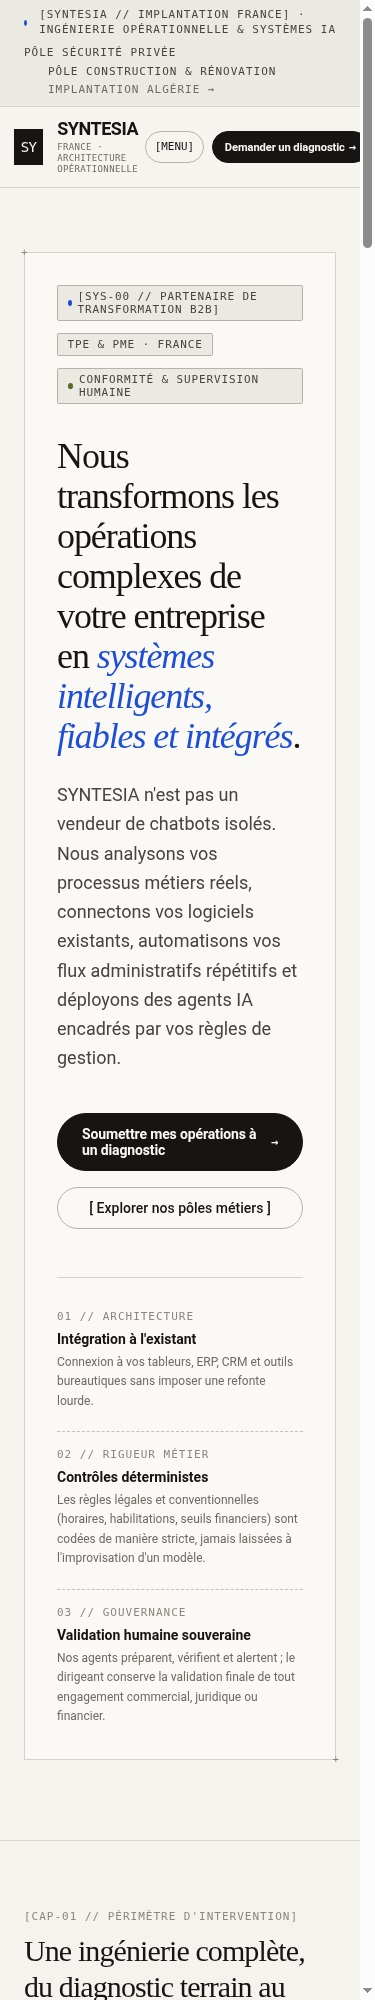 [SYNTESIA // IMPLANTATION FRANCE] ·
INGÉNIERIE OPÉRATIONNELLE & SYSTÈMES IA
PÔLE SÉCURITÉ PRIVÉE
PÔLE CONSTRUCTION & RÉNOVATION
IMPLANTATION ALGÉRIE →
SY
SYNTESIA
FRANCE ·
ARCHITECTURE
OPÉRATIONNELLE
[MENU]
Demander un diagnostic →
[SYS-00 // PARTENAIRE DE
TRANSFORMATION B2B]
TPE & PME · FRANCE
CONFORMITÉ & SUPERVISION
HUMAINE
Nous
transformons les
opérations
complexes de
votre entreprise
en systèmes
intelligents,
fiables et intégrés.
SYNTESIA n'est pas un
vendeur de chatbots isolés.
Nous analysons vos
processus métiers réels,
connectons vos logiciels
existants, automatisons vos
flux administratifs répétitifs et
déployons des agents IA
encadrés par vos règles de
gestion.
Soumettre mes opérations à
un diagnostic →
[ Explorer nos pôles métiers ]
01 // ARCHITECTURE
Intégration à l'existant
Connexion à vos tableurs, ERP, CRM et outils
bureautiques sans imposer une refonte
lourde.
02 // RIGUEUR MÉTIER
Contrôles déterministes
Les règles légales et conventionnelles
(horaires, habilitations, seuils financiers) sont
codées de manière stricte, jamais laissées à
l'improvisation d'un modèle.
03 // GOUVERNANCE
Validation humaine souveraine
Nos agents préparent, vérifient et alertent ; le
dirigeant conserve la validation finale de tout
engagement commercial, juridique ou
financier.
[CAP-01 // PÉRIMÈTRE D'INTERVENTION]
Une ingénierie complète,
du diagnostic terrain au